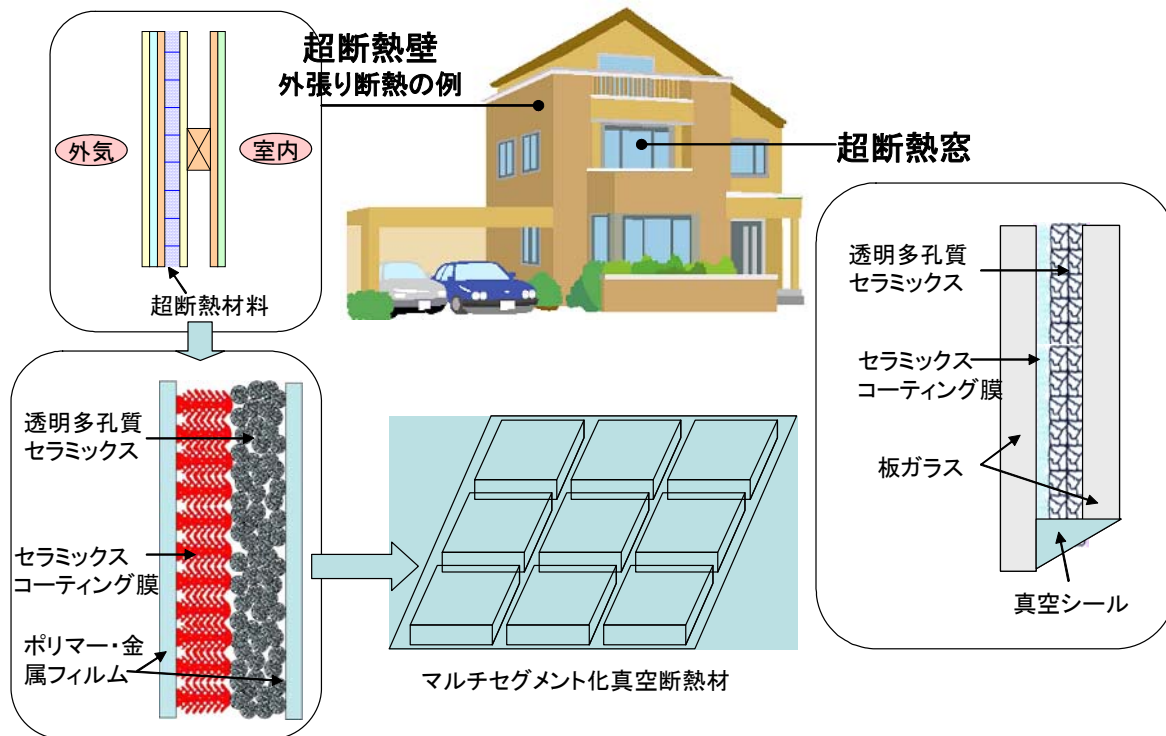 超断熱壁
外張り断熱の例
外気
室内
超断熱材料
超断熱窓
透明多孔質
セラミックス
セラミックス
コーティング膜
ポリマー・金
属フィルム
マルチセグメント化真空断熱材
透明多孔質
セラミックス
セラミックス
コーティング膜
板ガラス
真空シール